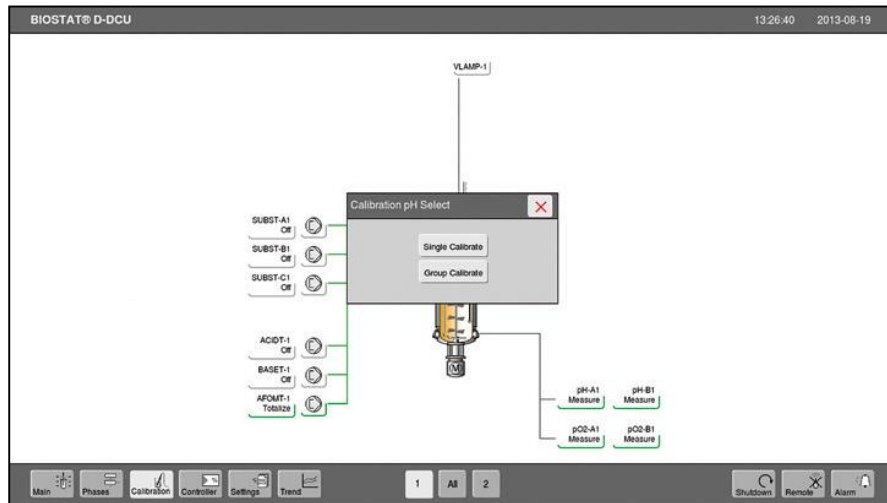 BIOSTAT® D-DCU
13:26:40 2013-08-19
VLAMP-1
Calibration pH Select
Single Calibrate
Group Calibrate
SUBST-A1
Off
SUBST-B1
Off
SUBST-C1
Off
ACIDT-1
Off
BASET-1
Off
AFOMT-1
Totalize
M
pH-A1 pH-B1
Measure Measure
pO2-A1 pO2-B1
Measure Measure
Main Phases Calibration Controller Settings Trend 1 All 2 Shutdown Remote Alarm